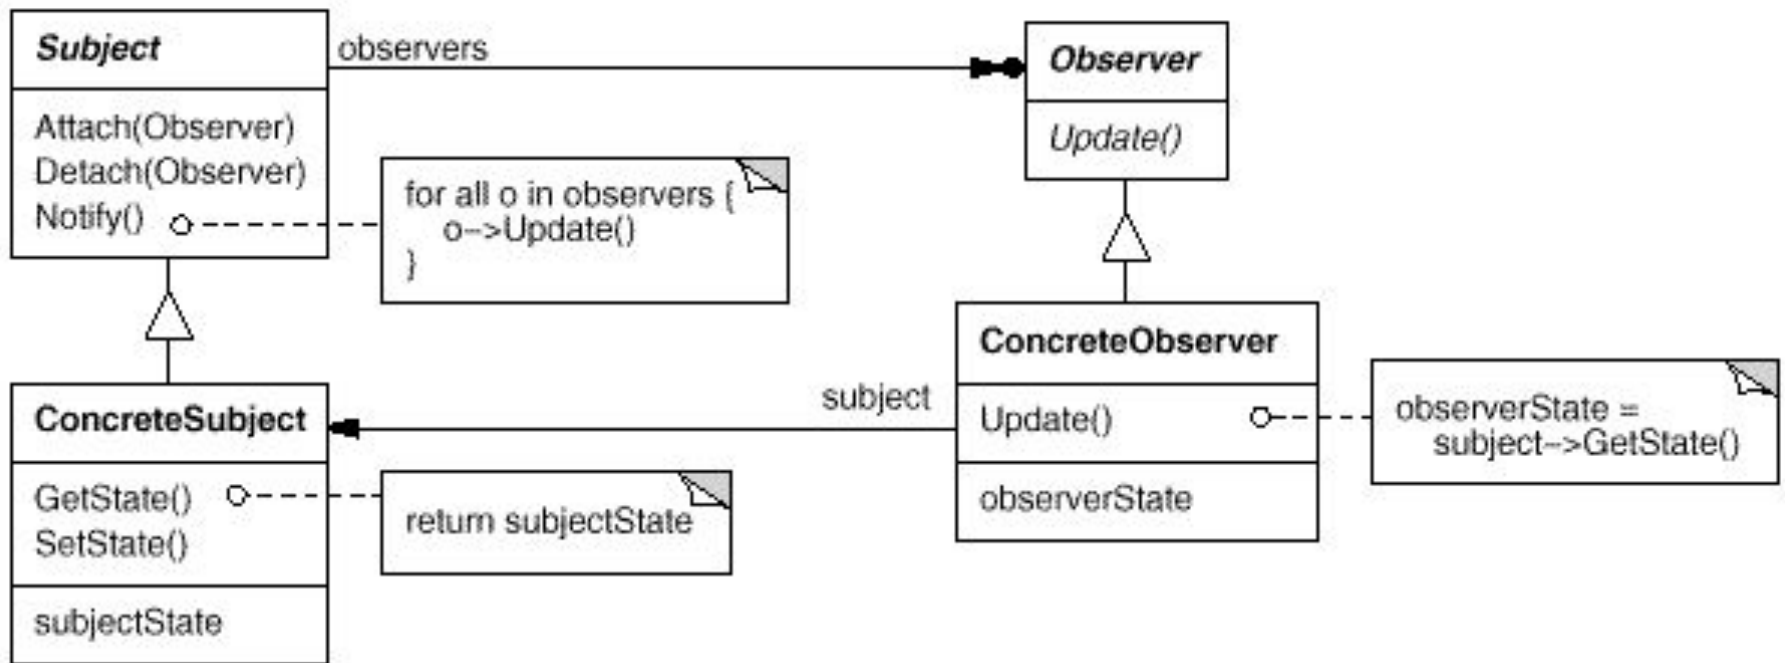 Subject
observers
Observer
Attach(Observer)
Detach(Observer)
Notify()
Update()
for all o in observers {
o->Update()
}
ConcreteObserver
subject
Update()
observerState =
subject->GetState()
observerState
ConcreteSubject
GetState()
SetState()
return subjectState
subjectState